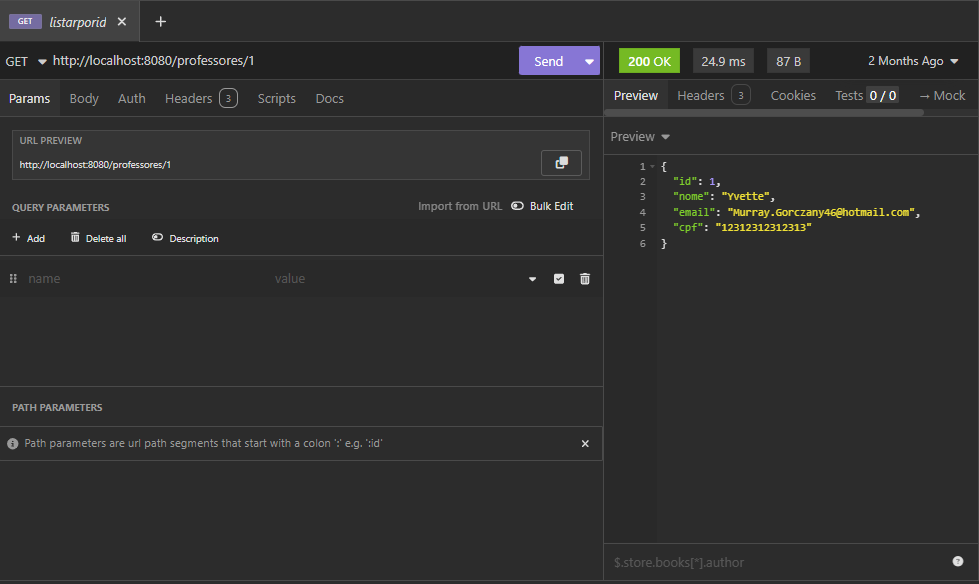 GET listarporid
GET http://localhost:8080/professores/1 Send
Params Body Auth Headers 3 Scripts Docs
URL PREVIEW
http://localhost:8080/professores/1
QUERY PARAMETERS Import from URL Bulk Edit
+ Add Delete all Description
name value
PATH PARAMETERS
Path parameters are url path segments that start with a colon ':' e.g. ':id'
200 OK 24.9 ms 87 B 2 Months Ago
Preview Headers 3 Cookies Tests 0 / 0 → Mock
Preview
1 {
2 "id": 1,
3 "nome": "Yvette",
4 "email": "Murray.Gorczany46@hotmail.com",
5 "cpf": "12312312312313"
6 }
$.store.books[*].author